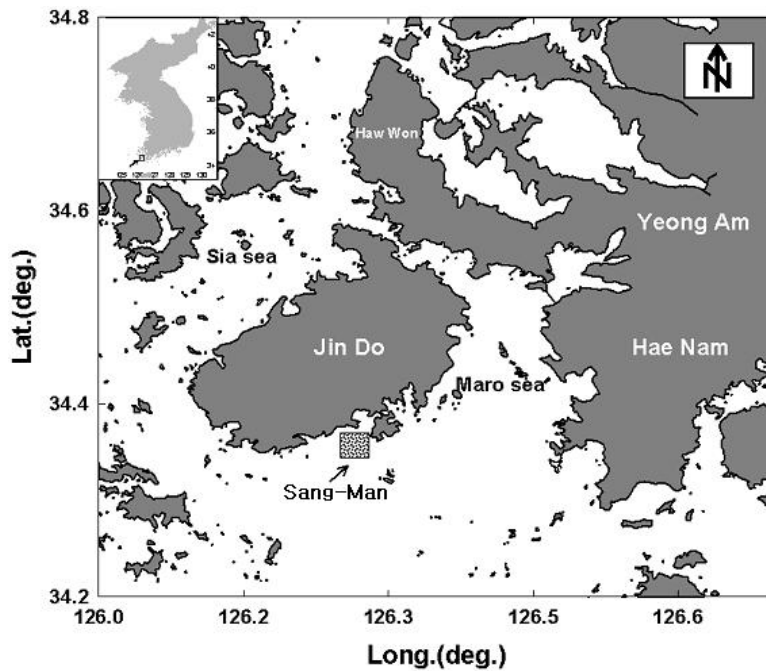 34.8
N
Haw Won
34.6
Yeong Am
Sia sea
Lat.(deg.)
Jin Do
Hae Nam
Maro sea
34.4
Sang-Man
34.2
126.0
126.2
126.3
126.5
126.6
Long.(deg.)